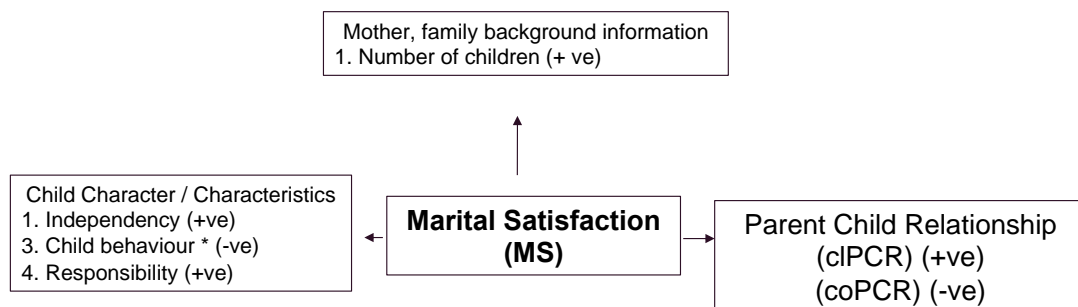 Mother, family background information
1. Number of children (+ ve)
Child Character / Characteristics
1. Independency (+ve)
3. Child behaviour * (-ve)
4. Responsibility (+ve)
Marital Satisfaction
(MS)
Parent Child Relationship
(clPCR) (+ve)
(coPCR) (-ve)